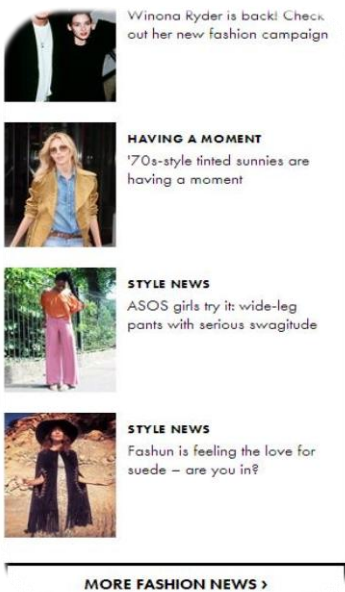 Winona Ryder is back! Check
out her new fashion campaign
HAVING A MOMENT
'70s-style tinted sunnies are
having a moment
STYLE NEWS
ASOS girls try it: wide-leg
pants with serious swagitude
STYLE NEWS
Fashun is feeling the love for
suede – are you in?
MORE FASHION NEWS ›